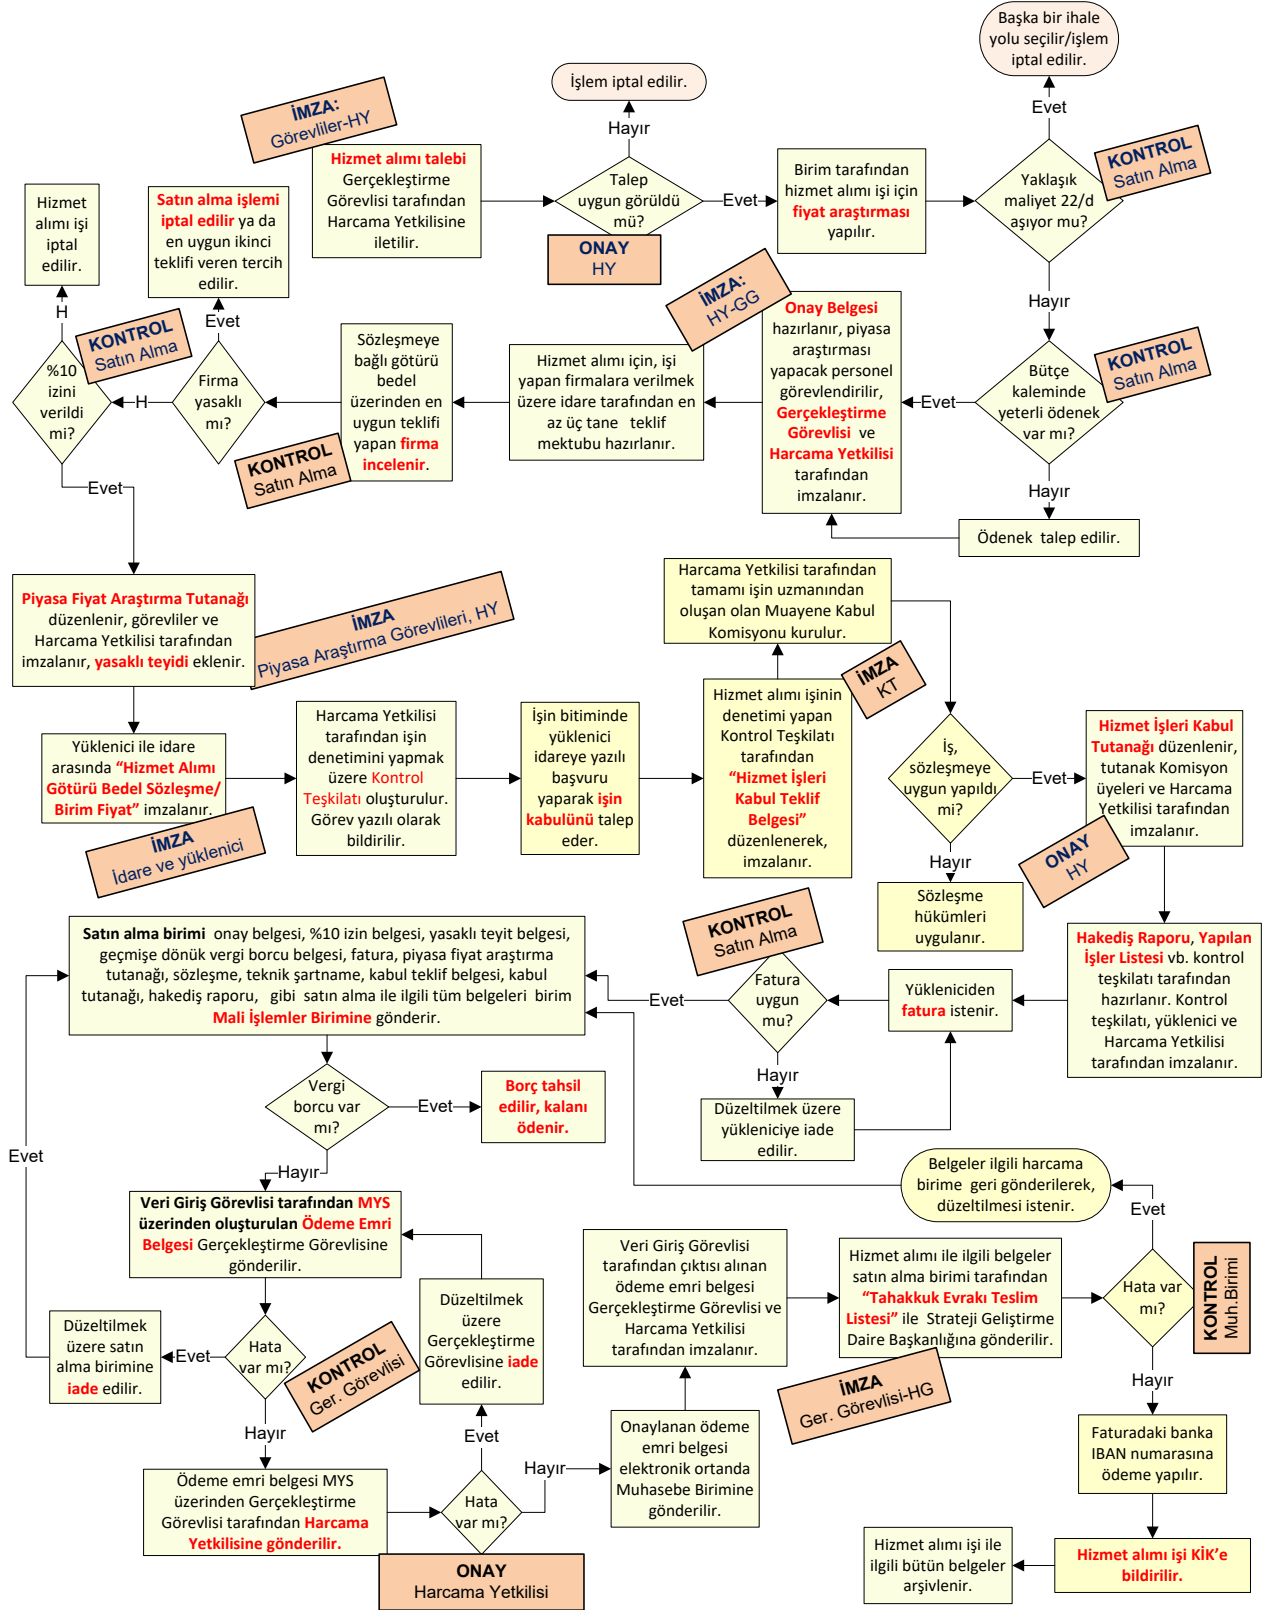 Başka bir ihale
yolu seçilir/işlem
iptal edilir.
İşlem iptal edilir.
Evet
Hayır
İMZA:
Görevliler-HY
Hizmet alımı talebi
Gerçekleştirme
Görevlisi tarafından
Harcama Yetkilisine
iletilir.
Talep
uygun görüldü
mü?
ONAY
HY
Evet
Birim tarafından
hizmet alımı işi için
fiyat araştırması
yapılır.
Yaklaşık
maliyet 22/d
aşıyor mu?
KONTROL
Satın Alma
Hayır
Bütçe
kaleminde
yeterli ödenek
var mı?
KONTROL
Satın Alma
Evet
Hayır
Ödenek talep edilir.
İMZA:
HY-GG
Onay Belgesi
hazırlanır, piyasa
araştırması
yapacak personel
görevlendirilir,
Gerçekleştirme
Görevlisi ve
Harcama Yetkilisi
tarafından
imzalanır.
Hizmet alımı için, işi
yapan firmalara verilmek
üzere idare tarafından en
az üç tane teklif
mektubu hazırlanır.
Sözleşmeye
bağlı götürü
bedel
üzerinden en
uygun teklifi
yapan firma
incelenir.
KONTROL
Satın Alma
Firma
yasaklı
mı?
Evet
Satın alma işlemi
iptal edilir ya da
en uygun ikinci
teklifi veren tercih
edilir.
H
KONTROL
Satın Alma
%10
izini
verildi
mi?
H
Hizmet
alımı işi
iptal
edilir.
Evet
Piyasa Fiyat Araştırma Tutanağı
düzenlenir, görevliler ve
Harcama Yetkilisi tarafından
imzalanır, yasaklı teyidi eklenir.
İMZA
Piyasa Araştırma Görevlileri, HY
Yüklenici ile idare
arasında “Hizmet Alımı
Götürü Bedel Sözleşme/
Birim Fiyat” imzalanır.
İMZA
İdare ve yüklenici
Harcama Yetkilisi
tarafından işin
denetimini yapmak
üzere Kontrol
Teşkilatı oluşturulur.
Görev yazılı olarak
bildirilir.
İşin bitiminde
yüklenici
idareye yazılı
başvuru
yaparak işin
kabulünü talep
eder.
Hizmet alımı işinin
denetimi yapan
Kontrol Teşkilatı
tarafından
“Hizmet İşleri
Kabul Teklif
Belgesi”
düzenlenerek,
imzalanır.
İMZA
KT
Harcama Yetkilisi tarafından
tamamı işin uzmanından
oluşan olan Muayene Kabul
Komisyonu kurulur.
İş,
sözleşmeye
uygun yapıldı
mi?
Evet
Hayır
Sözleşme
hükümleri
uygulanır.
Hizmet İşleri Kabul
Tutanağı düzenlenir,
tutanak Komisyon
üyeleri ve Harcama
Yetkilisi tarafından
imzalanır.
ONAY
HY
Hakediş Raporu, Yapılan
İşler Listesi vb. kontrol
teşkilatı tarafından
hazırlanır. Kontrol
teşkilatı, yüklenici ve
Harcama Yetkilisi
tarafından imzalanır.
Yükleniciden
fatura istenir.
KONTROL
Satın Alma
Fatura
uygun
mu?
Evet
Hayır
Düzeltilmek üzere
yükleniciye iade
edilir.
Satın alma birimi onay belgesi, %10 izin belgesi, yasaklı teyit belgesi,
geçmişe dönük vergi borcu belgesi, fatura, piyasa fiyat araştırma
tutanağı, sözleşme, teknik şartname, kabul teklif belgesi, kabul
tutanağı, hakediş raporu, gibi satın alma ile ilgili tüm belgeleri birim
Mali İşlemler Birimine gönderir.
Vergi
borcu var
mı?
Evet
Borç tahsil
edilir, kalanı
ödenir.
Hayır
Veri Giriş Görevlisi tarafından MYS
üzerinden oluşturulan Ödeme Emri
Belgesi Gerçekleştirme Görevlisine
gönderilir.
Hata
var mı?
KONTROL
Ger. Görevlisi
Evet
Düzeltilmek
üzere satın
alma birimine
iade edilir.
Evet
Hayır
Ödeme emri belgesi MYS
üzerinden Gerçekleştirme
Görevlisi tarafından Harcama
Yetkilisine gönderilir.
Hata
var mı?
ONAY
Harcama Yetkilisi
Evet
Düzeltilmek
üzere
Gerçekleştirme
Görevlisine iade
edilir.
Hayır
Onaylanan ödeme
emri belgesi
elektronik ortanda
Muhasebe Birimine
gönderilir.
Veri Giriş Görevlisi
tarafından çıktısı alınan
ödeme emri belgesi
Gerçekleştirme Görevlisi ve
Harcama Yetkilisi
tarafından imzalanır.
Hizmet alımı ile ilgili belgeler
satın alma birimi tarafından
“Tahakkuk Evrakı Teslim
Listesi” ile Strateji Geliştirme
Daire Başkanlığına gönderilir.
İMZA
Ger. Görevlisi-HG
Hata var
mı?
KONTROL
Muh.Birimi
Evet
Belgeler ilgili harcama
birime geri gönderilerek,
düzeltilmesi istenir.
Hayır
Faturadaki banka
IBAN numarasına
ödeme yapılır.
Hizmet alımı işi KİK’e
bildirilir.
Hizmet alımı işi ile
ilgili bütün belgeler
arşivlenir.